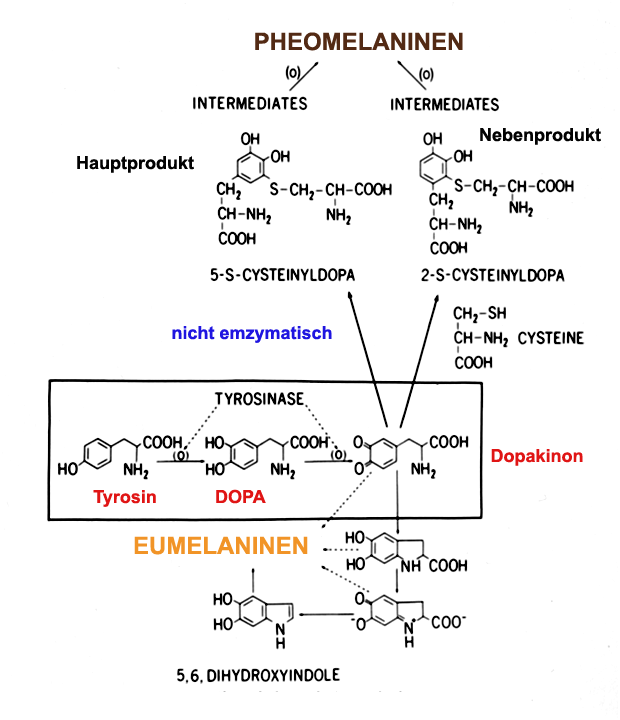 PHEOMELANINEN
(O) (O)
INTERMEDIATES INTERMEDIATES
Nebenprodukt
Hauptprodukt
OH OH
OH OH
S-CH2-CH-COOH S-CH2-CH-COOH
CH2 NH2 CH2 NH2
CH-NH2 CH-NH2
COOH COOH
5-S-CYSTEINYLDOPA 2-S-CYSTEINYLDOPA
CH2-SH
nicht emzymatisch CH-NH2 CYSTEINE
COOH
TYROSINASE
HO COOH (O) HO COOH (O) O COOH
HO NH2 HO NH2 O NH2
Tyrosin DOPA Dopakinon
EUMELANINEN
HO
HO NH COOH
HO O
HO N -O N+ COO-
H H
5,6, DIHYDROXYINDOLE